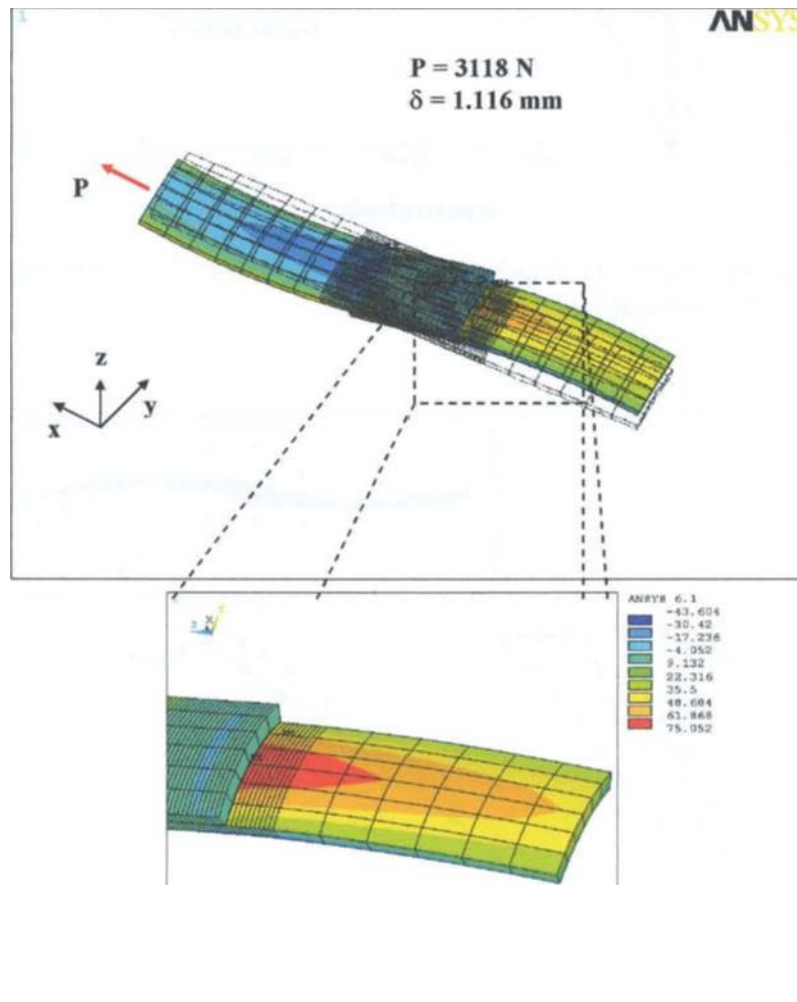 1
ANSYS
P = 3118 N
δ = 1.116 mm
P
z
y
x
ANSYS 6.1
-43.604
-30.42
-17.236
-4.052
9.132
22.316
35.5
48.684
61.868
75.052